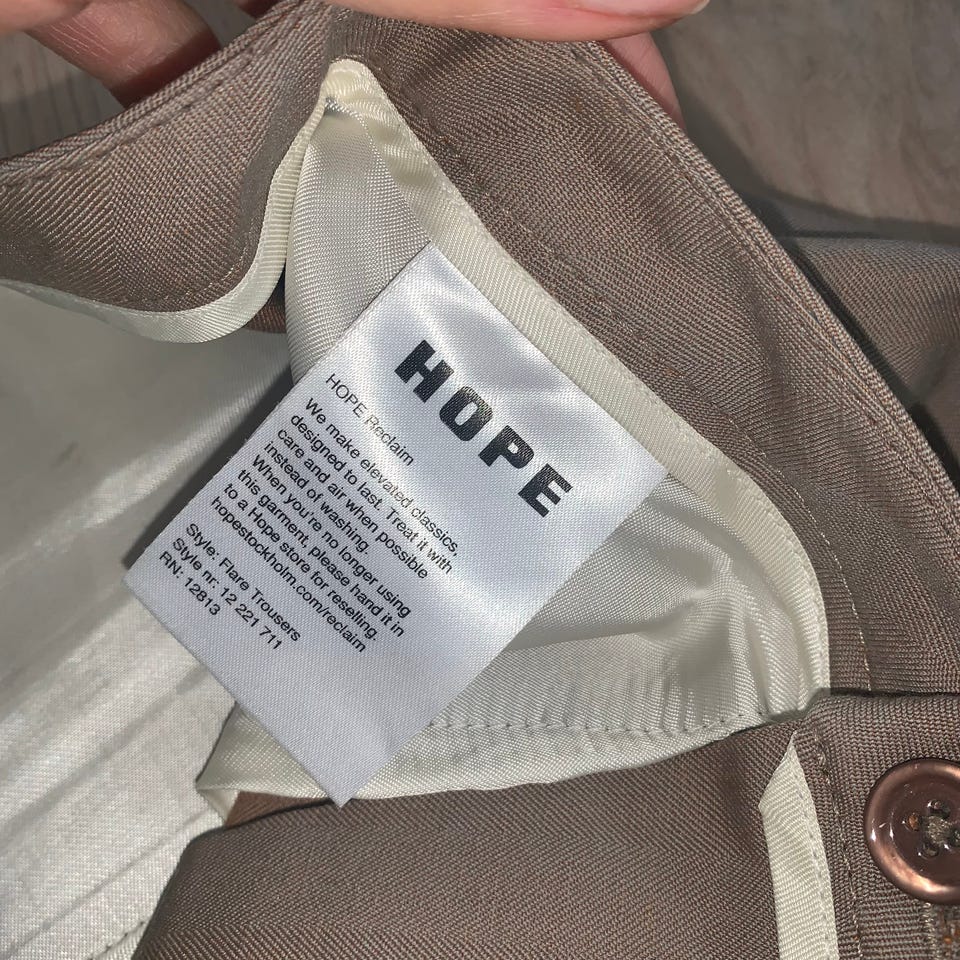 HOPE
HOPE Reclaim
We make elevated classics,
designed to last. Treat it with
care and air when possible
instead of washing.
When you're no longer using
this garment, please hand it in
to a Hope store for reselling.
hopestockholm.com/reclaim
Style: Flare Trousers
Style nr: 12 221 711
RN: 12813